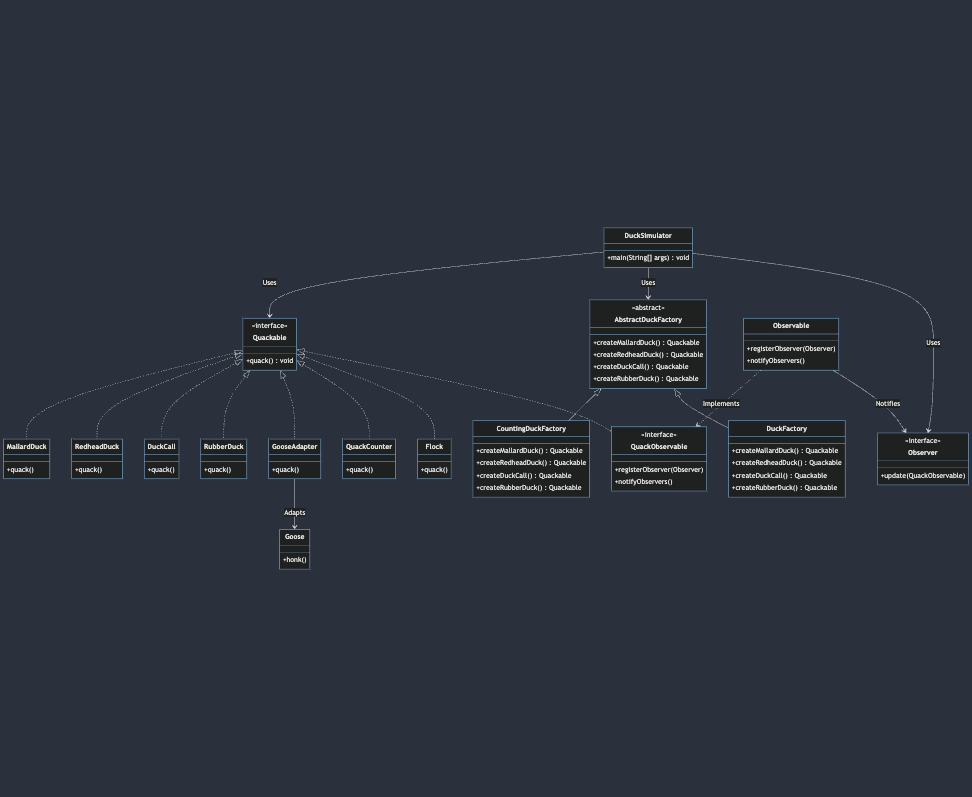 DuckSimulator
+main(String[] args) : void
Uses
Uses
Uses
«interface»
Quackable
+quack() : void
«abstract»
AbstractDuckFactory
+createMallardDuck() : Quackable
+createRedheadDuck() : Quackable
+createDuckCall() : Quackable
+createRubberDuck() : Quackable
Observable
+registerObserver(Observer)
+notifyObservers()
Implements
Notifies
MallardDuck
+quack()
RedheadDuck
+quack()
DuckCall
+quack()
RubberDuck
+quack()
GooseAdapter
+quack()
QuackCounter
+quack()
Flock
+quack()
CountingDuckFactory
+createMallardDuck() : Quackable
+createRedheadDuck() : Quackable
+createDuckCall() : Quackable
+createRubberDuck() : Quackable
«interface»
QuackObservable
+registerObserver(Observer)
+notifyObservers()
DuckFactory
+createMallardDuck() : Quackable
+createRedheadDuck() : Quackable
+createDuckCall() : Quackable
+createRubberDuck() : Quackable
«interface»
Observer
+update(QuackObservable)
Adapts
Goose
+honk()